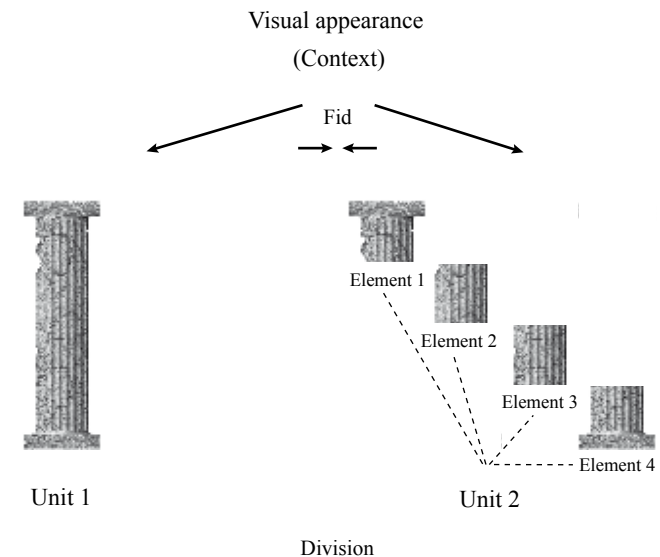 Visual appearance
(Context)
Fid
Element 1
Element 2
Element 3
Element 4
Unit 1
Unit 2
Division